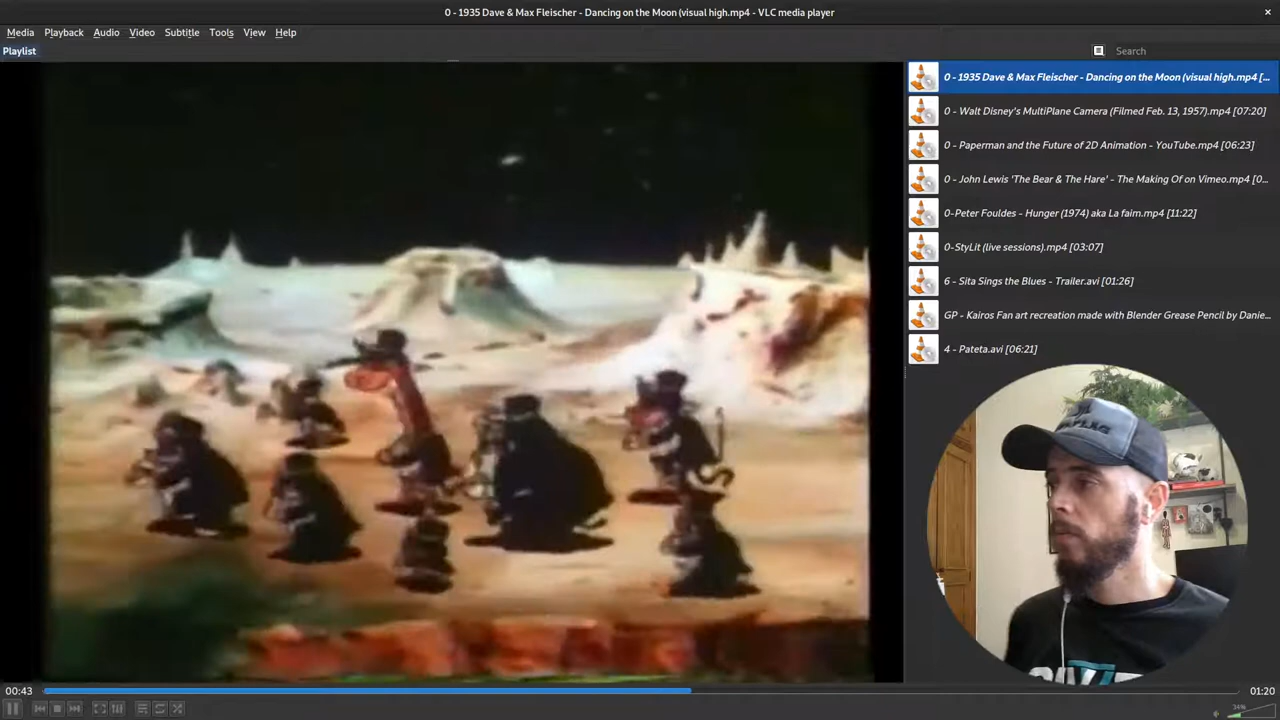 0 - 1935 Dave & Max Fleischer - Dancing on the Moon (visual high.mp4 - VLC media player
Media Playback Audio Video Subtitle Tools View Help
Playlist
Search
0 - 1935 Dave & Max Fleischer - Dancing on the Moon (visual high.mp4 [...
0 - Walt Disney's MultiPlane Camera (Filmed Feb. 13, 1957).mp4 [07:20]
0 - Paperman and the Future of 2D Animation - YouTube.mp4 [06:23]
0 - John Lewis 'The Bear & The Hare' - The Making Of on Vimeo.mp4 [0...
0-Peter Fouldes - Hunger (1974) aka La faim.mp4 [11:22]
0-StyLit (live sessions).mp4 [03:07]
6 - Sita Sings the Blues - Trailer.avi [01:26]
GP - Kairos Fan art recreation made with Blender Grease Pencil by Danie...
4 - Pateta.avi [06:21]
00:43
01:20
34%